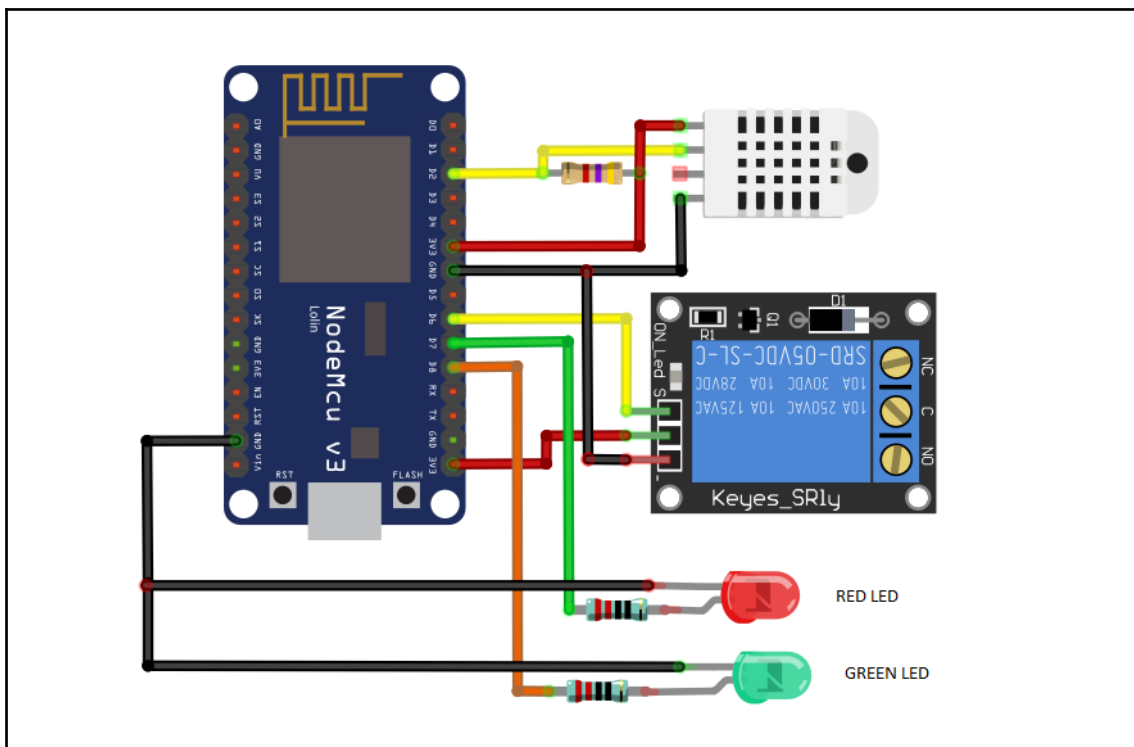 A0
GND
VU
S3
S2
S1
SC
SO
SK
GND
3V3
EN
RST
GND
Vin
NodeMcu v3
Lolin
RST
FLASH
D0
D1
D2
D3
D4
3V3
GND
D5
D6
D7
D8
RX
TX
GND
3V3
D1
Q1
R1
ON_Led
S
-
SRD-05VDC-SL-C
10A 30VDC 10A 28VDC
10A 250VAC 10A 125VAC
NC
C
NO
Keyes_SRly
RED LED
GREEN LED